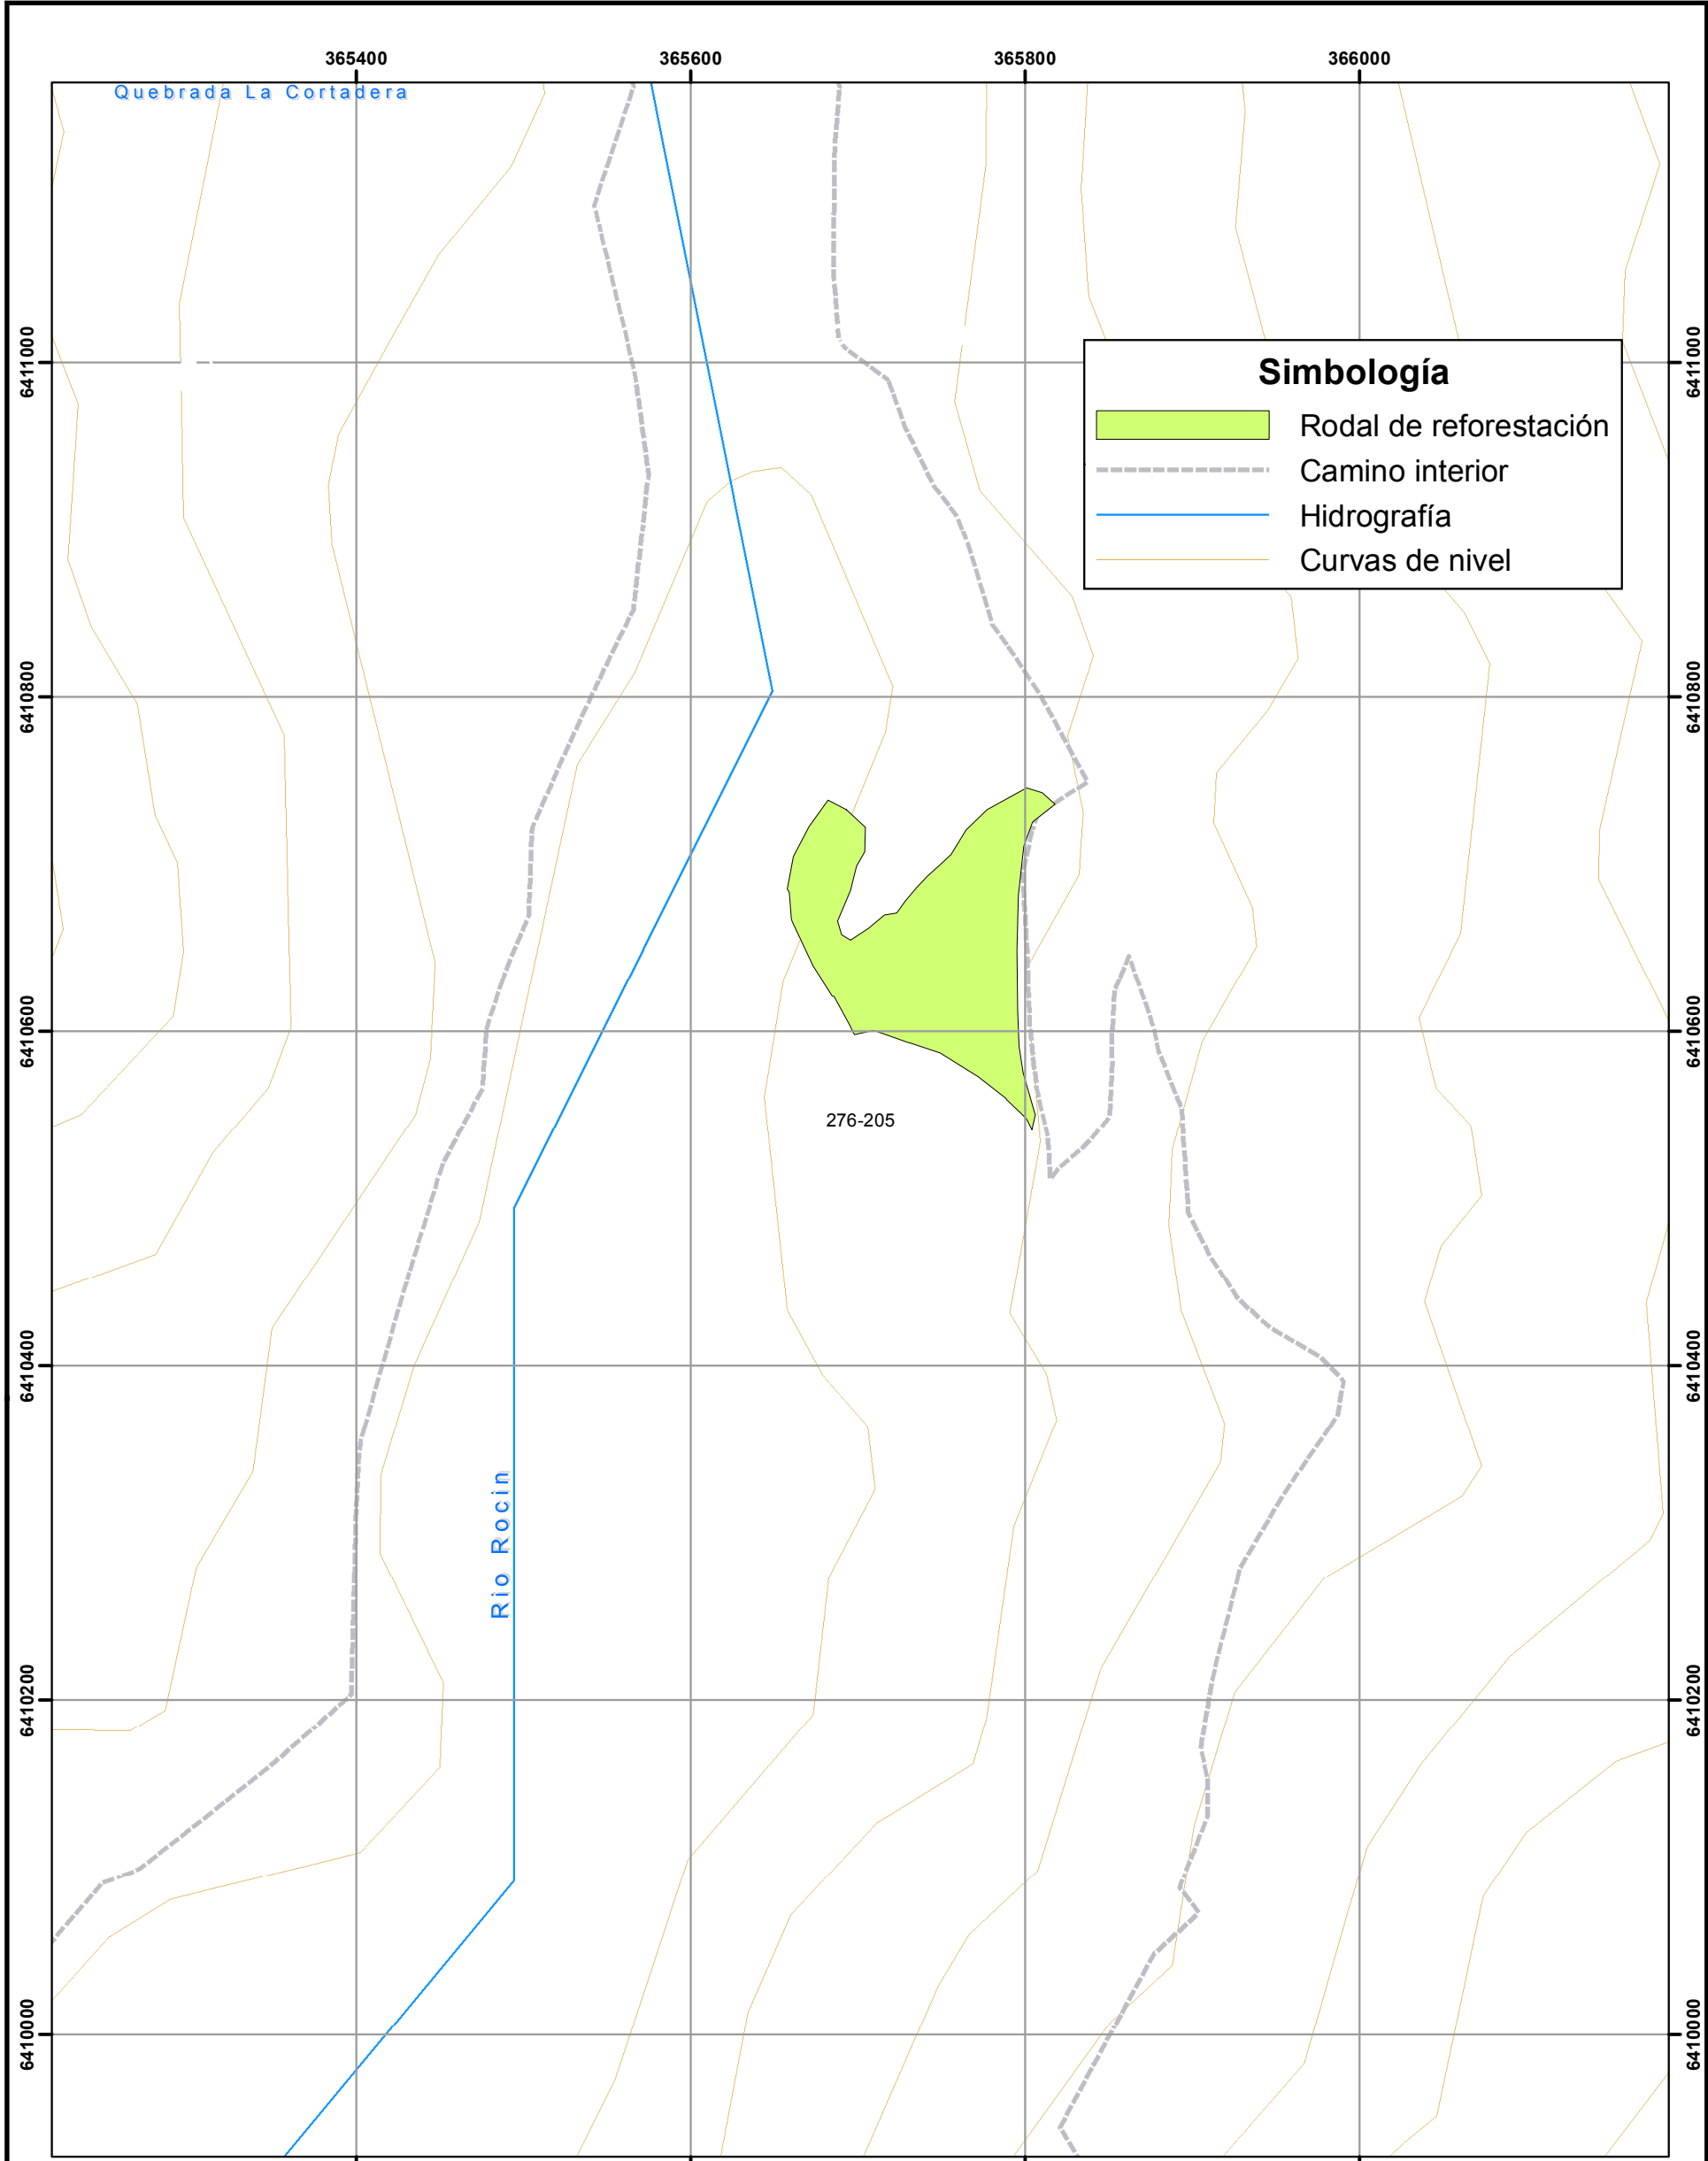 365400 365600 365800 366000
Quebrada La Cortadera
6411000 6411000
Simbología
Rodal de reforestación
Camino interior
Hidrografía
Curvas de nivel
6410800 6410800
6410600 6410600
276-205
6410400 6410400
Rio Rocin
6410200 6410200
6410000 6410000